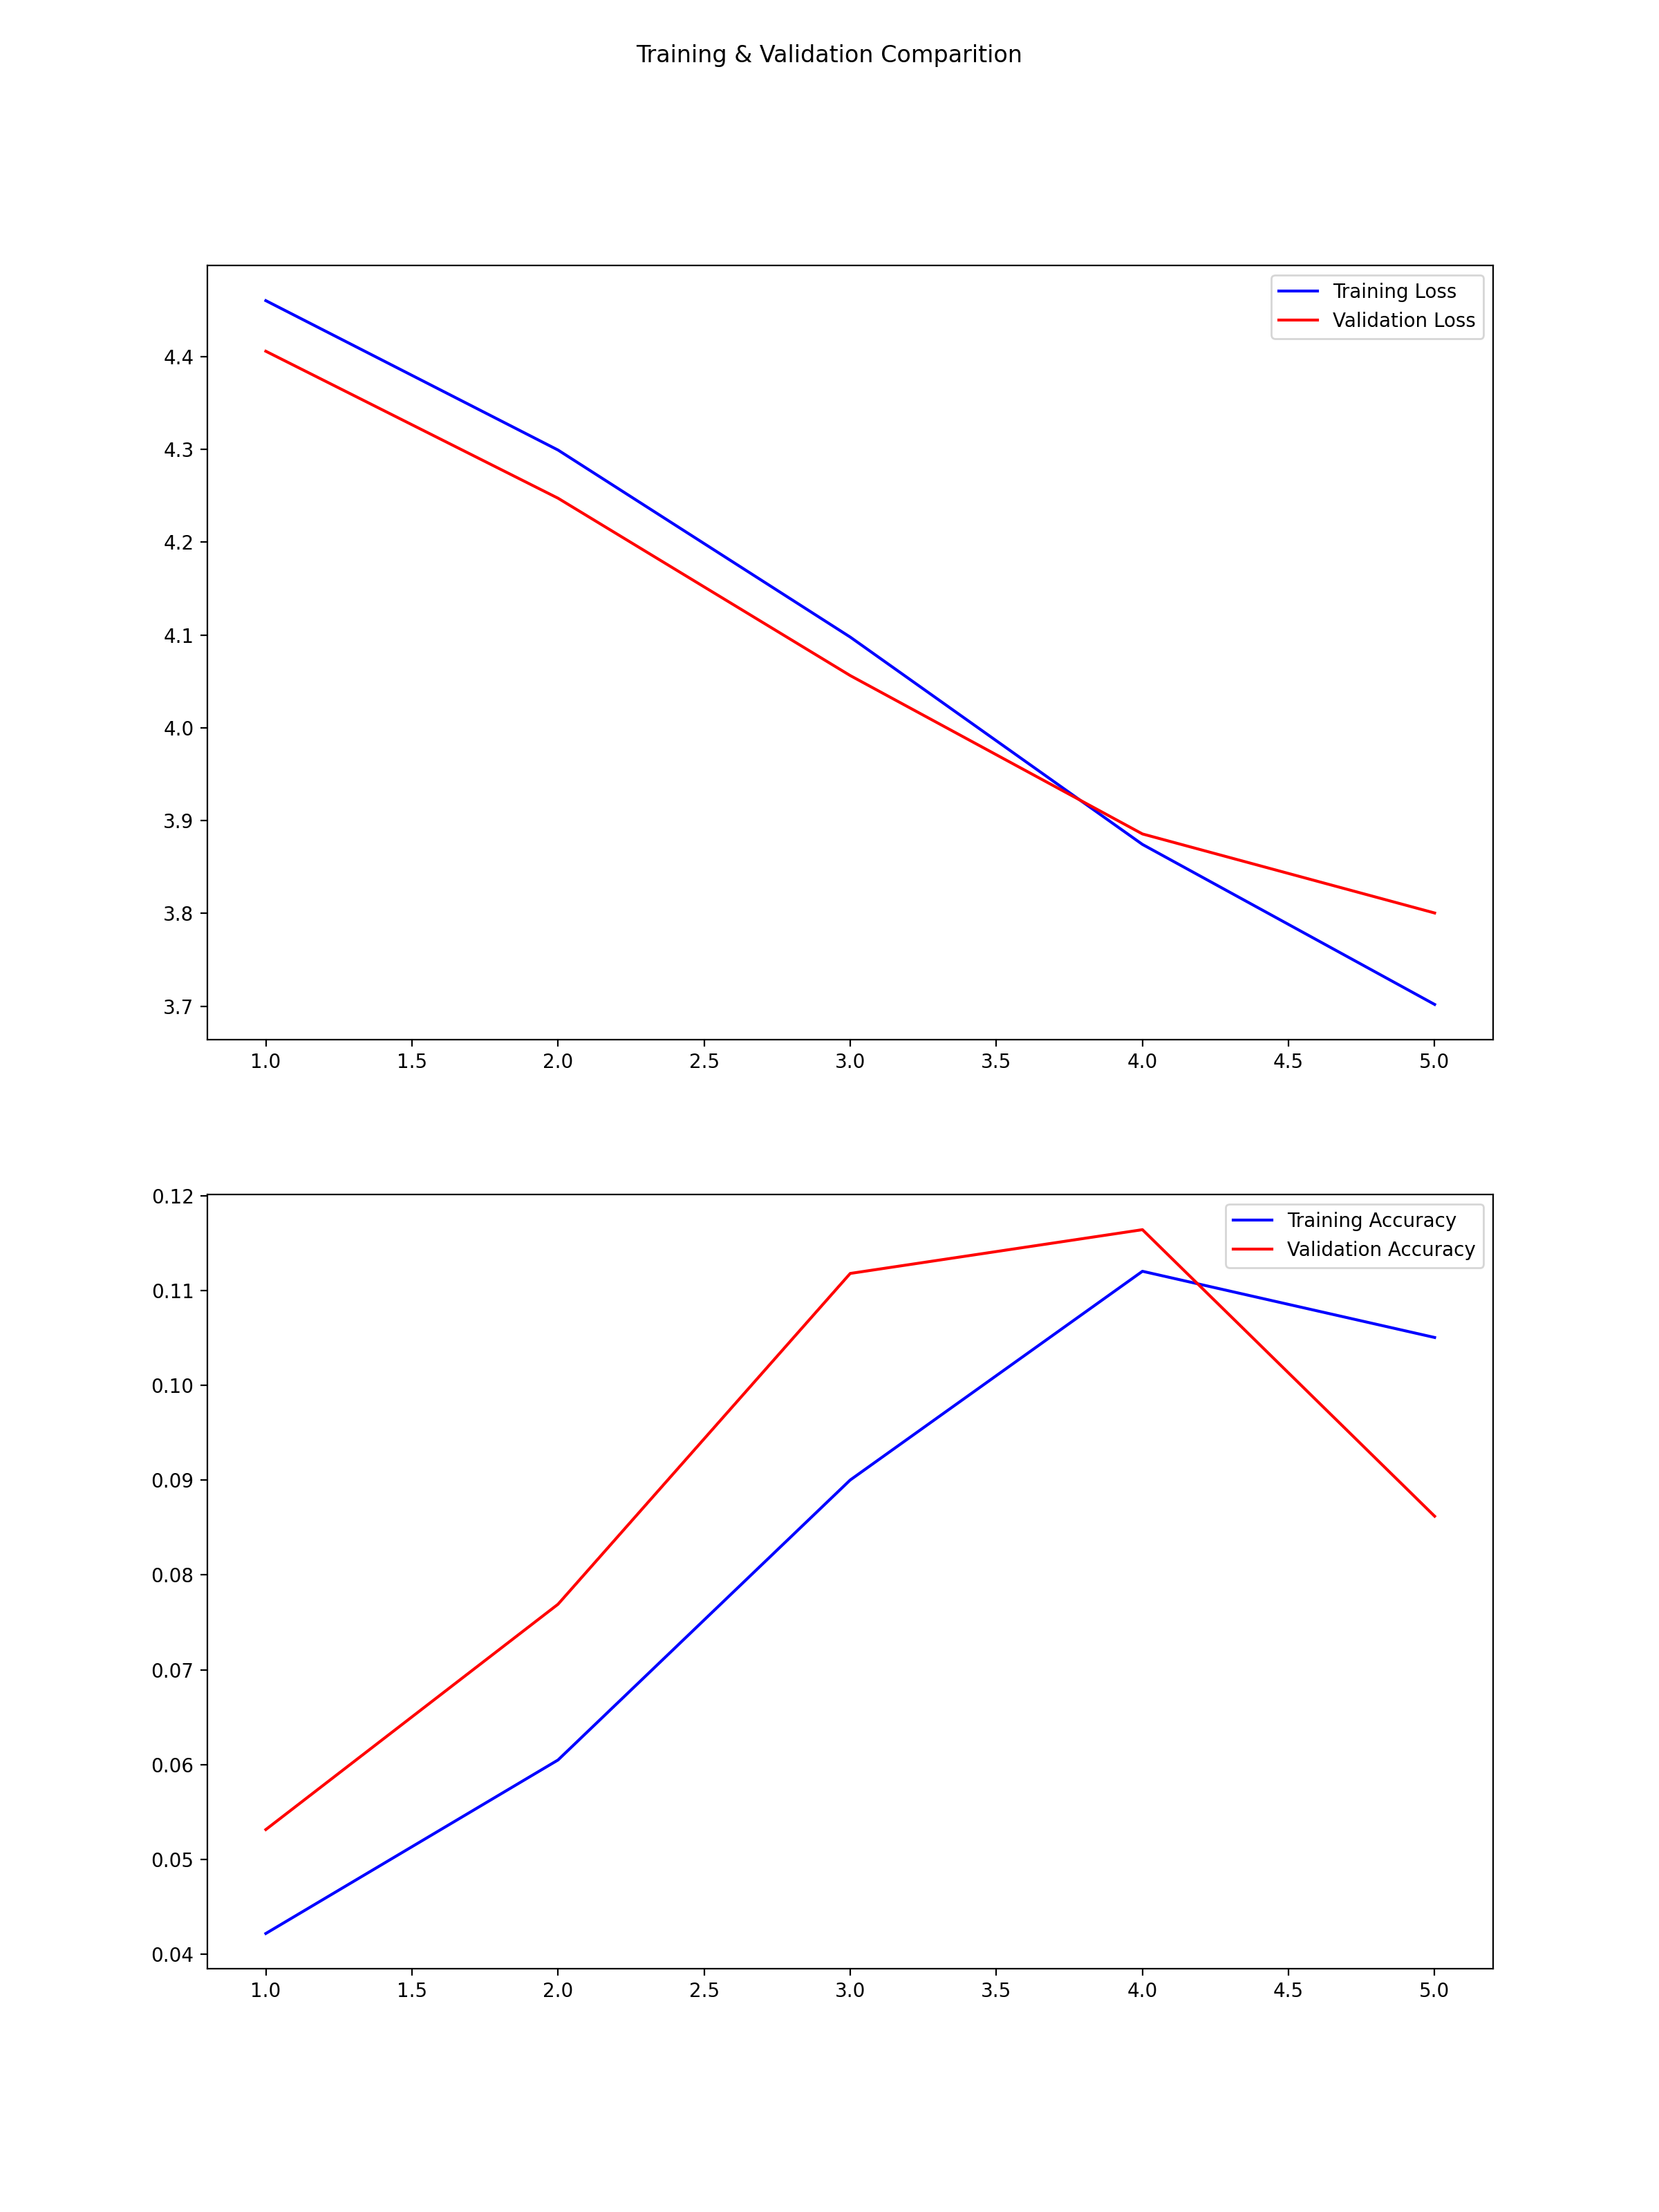 Training & Validation Comparition
Training Loss
Validation Loss
4.4
4.3
4.2
4.1
4.0
3.9
3.8
3.7
1.0 1.5 2.0 2.5 3.0 3.5 4.0 4.5 5.0
Training Accuracy
Validation Accuracy
0.12
0.11
0.10
0.09
0.08
0.07
0.06
0.05
0.04
1.0 1.5 2.0 2.5 3.0 3.5 4.0 4.5 5.0